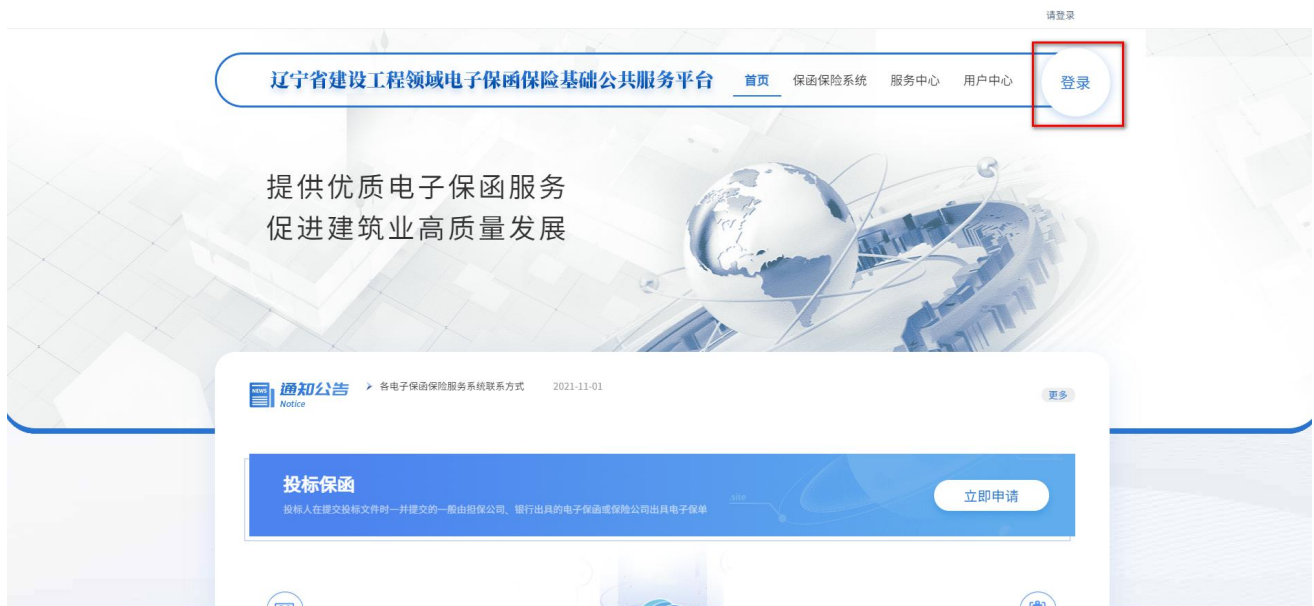 请登录
辽宁省建设工程领域电子保函保险基础公共服务平台 首页 保函保险系统 服务中心 用户中心 登录
提供优质电子保函服务
促进建筑业高质量发展
NEWS 通知公告 各电子保函保险服务系统联系方式 2021-11-01 更多
Notice
投标保函
立即申请
.site
投标人在提交投标文件时一并提交的一般由担保公司、银行出具的电子保函或保险公司出具电子保单